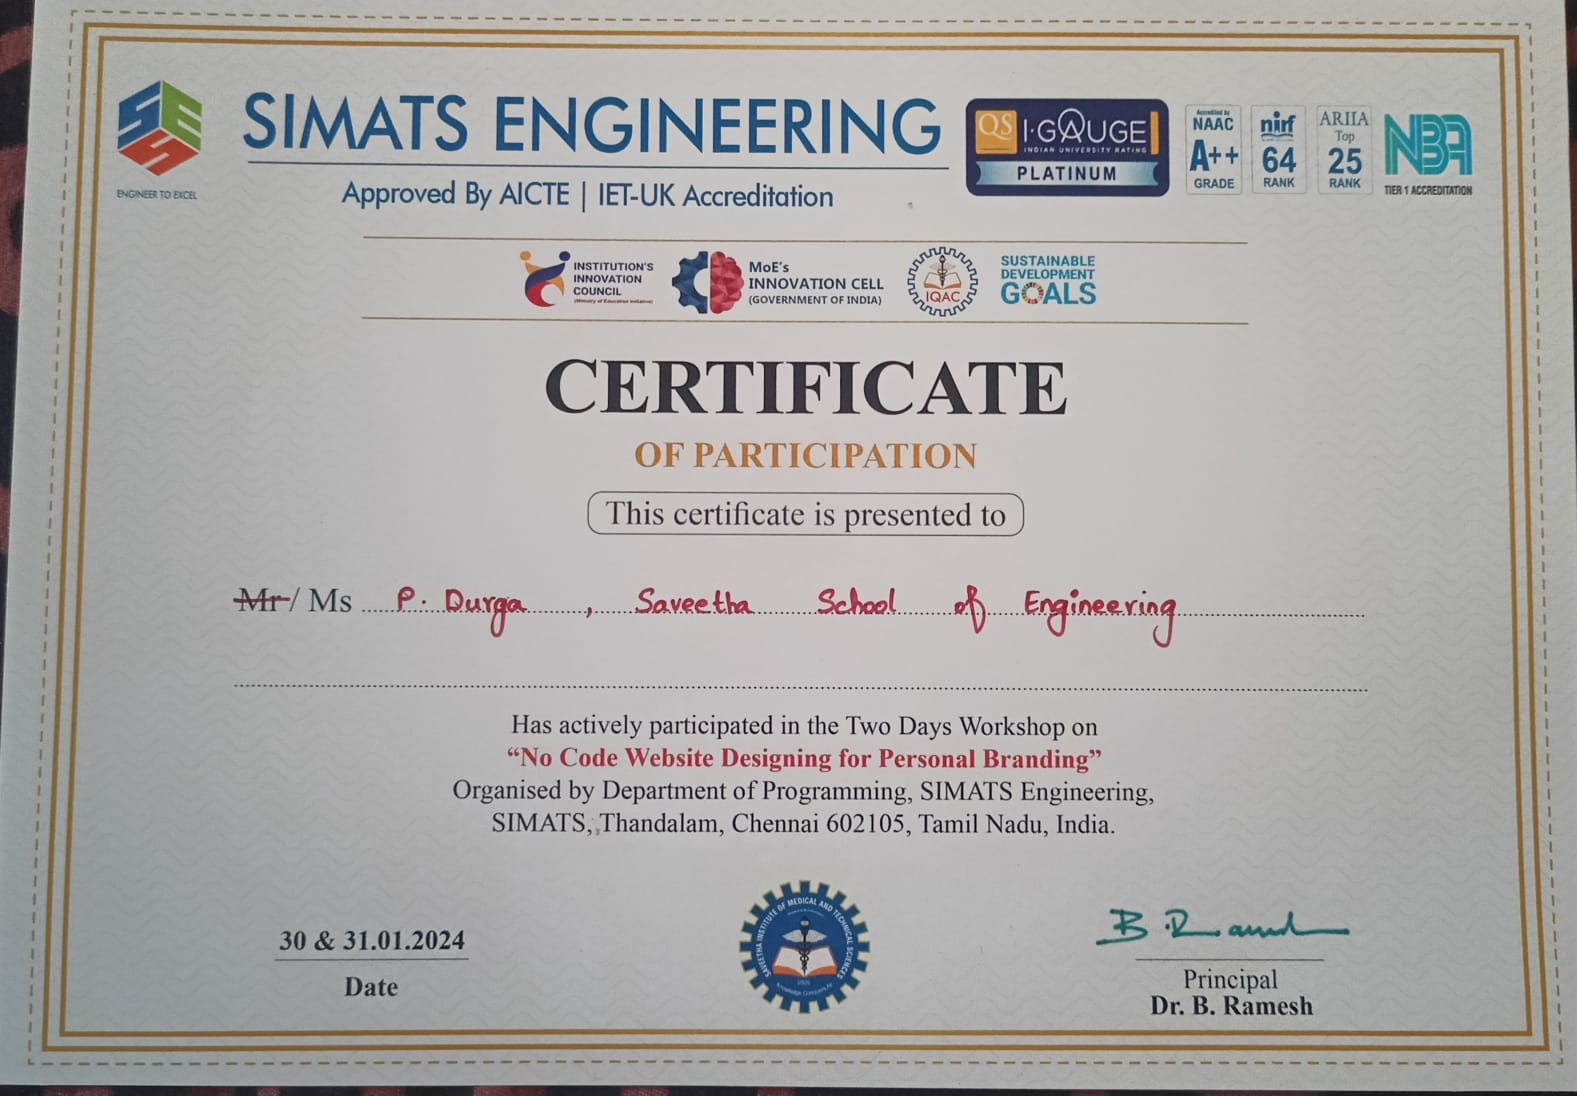 SES
ENGINEER TO EXCEL
SIMATS ENGINEERING
Approved By AICTE | IET-UK Accreditation
QS I·GAUGE
INDIAN UNIVERSITY RATING
PLATINUM
Accredited by
NAAC
A++
GRADE
nirf
64
RANK
ARIIA
Top
25
RANK
NBA
TIER 1 ACCREDITATION
INSTITUTION'S
INNOVATION
COUNCIL
(Ministry of Education Initiative)
MoE's
INNOVATION CELL
(GOVERNMENT OF INDIA)
IQAC
SUSTAINABLE
DEVELOPMENT
GOALS
CERTIFICATE
OF PARTICIPATION
This certificate is presented to
Mr / Ms P. Durga , Saveetha School of Engineering
Has actively participated in the Two Days Workshop on
“No Code Website Designing for Personal Branding”
Organised by Department of Programming, SIMATS Engineering,
SIMATS, Thandalam, Chennai 602105, Tamil Nadu, India.
30 & 31.01.2024
Date
SAVEETHA INSTITUTE OF MEDICAL AND TECHNICAL SCIENCES
B. Ramesh
Principal
Dr. B. Ramesh